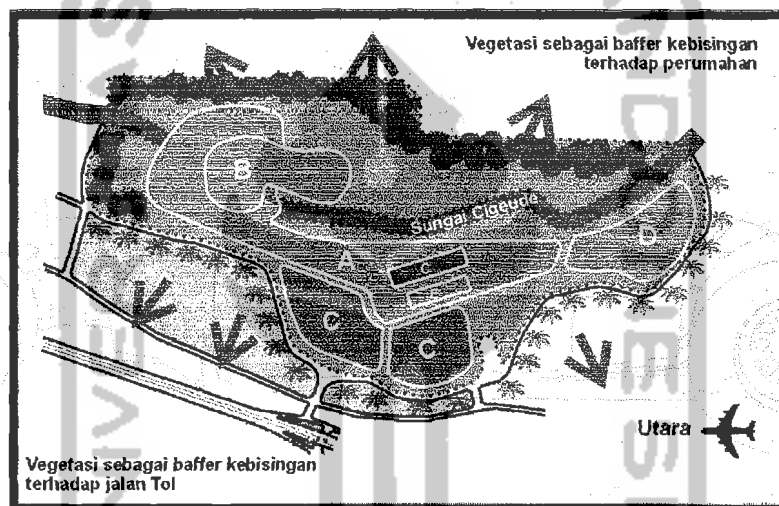 Vegetasi sebagai baffer kebisingan
terhadap perumahan
B
Sungai Cigeude
D
A
C
C
C
Utara
Vegetasi sebagai baffer kebisingan
terhadap jalan Tol